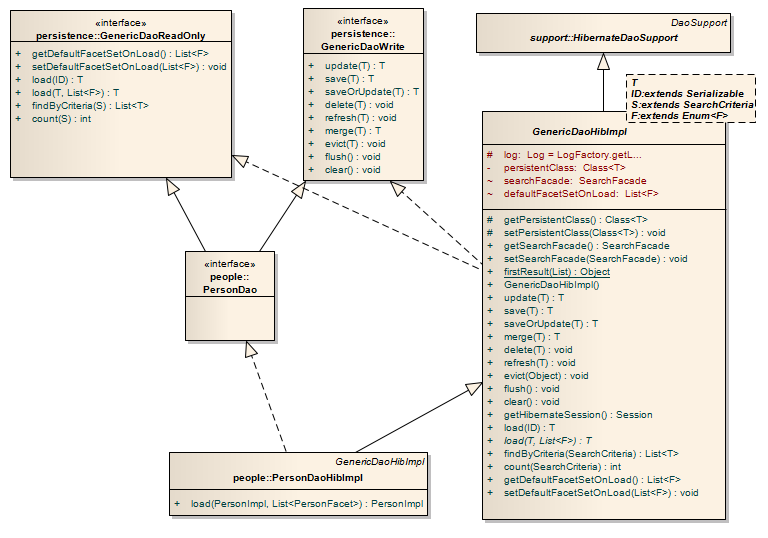 «interface»
persistence::GenericDaoReadOnly
+ getDefaultFacetSetOnLoad() : List<F>
+ setDefaultFacetSetOnLoad(List<F>) : void
+ load(ID) : T
+ load(T, List<F>) : T
+ findByCriteria(S) : List<T>
+ count(S) : int
«interface»
persistence::
GenericDaoWrite
+ update(T) : T
+ save(T) : T
+ saveOrUpdate(T) : T
+ delete(T) : void
+ refresh(T) : void
+ merge(T) : T
+ evict(T) : void
+ flush() : void
+ clear() : void
DaoSupport
support::HibernateDaoSupport
T
ID:extends Serializable
S:extends SearchCriteria
F:extends Enum<F>
GenericDaoHibImpl
# log: Log = LogFactory.getL...
- persistentClass: Class<T>
~ searchFacade: SearchFacade
~ defaultFacetSetOnLoad: List<F>
# getPersistentClass() : Class<T>
# setPersistentClass(Class<T>) : void
+ getSearchFacade() : SearchFacade
+ setSearchFacade(SearchFacade) : void
+ firstResult(List) : Object
+ GenericDaoHibImpl()
+ update(T) : T
+ save(T) : T
+ saveOrUpdate(T) : T
+ merge(T) : T
+ delete(T) : void
+ refresh(T) : void
+ evict(Object) : void
+ flush() : void
+ clear() : void
+ getHibernateSession() : Session
+ load(ID) : T
+ load(T, List<F>) : T
+ findByCriteria(SearchCriteria) : List<T>
+ count(SearchCriteria) : int
+ getDefaultFacetSetOnLoad() : List<F>
+ setDefaultFacetSetOnLoad(List<F>) : void
«interface»
people::
PersonDao
GenericDaoHibImpl
people::PersonDaoHibImpl
+ load(PersonImpl, List<PersonFacet>) : PersonImpl